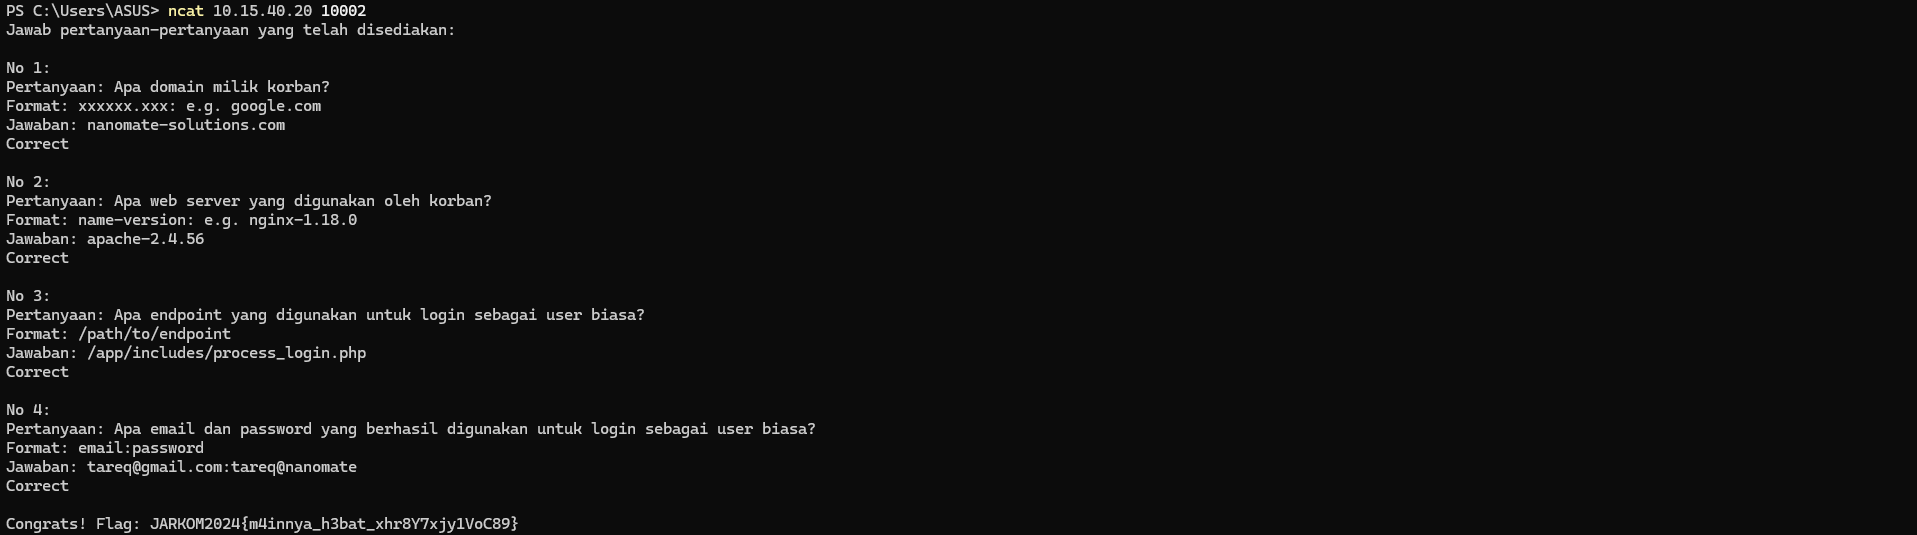 PS C:\Users\ASUS> ncat 10.15.40.20 10002
Jawab pertanyaan-pertanyaan yang telah disediakan:
No 1:
Pertanyaan: Apa domain milik korban?
Format: xxxxxx.xxx: e.g. google.com
Jawaban: nanomate-solutions.com
Correct
No 2:
Pertanyaan: Apa web server yang digunakan oleh korban?
Format: name-version: e.g. nginx-1.18.0
Jawaban: apache-2.4.56
Correct
No 3:
Pertanyaan: Apa endpoint yang digunakan untuk login sebagai user biasa?
Format: /path/to/endpoint
Jawaban: /app/includes/process_login.php
Correct
No 4:
Pertanyaan: Apa email dan password yang berhasil digunakan untuk login sebagai user biasa?
Format: email:password
Jawaban: tareq@gmail.com:tareq@nanomate
Correct
Congrats! Flag: JARKOM2024{m4innya_h3bat_xhr8Y7xjy1VoC89}